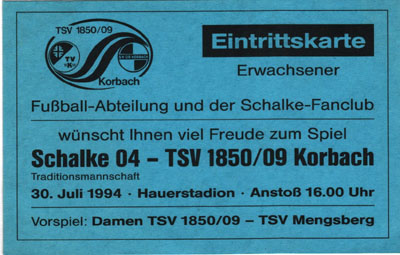 TSV 1850/09
TV
Korbach
Eintrittskarte
Erwachsener
Fußball-Abteilung und der Schalke-Fanclub
wünscht Ihnen viel Freude zum Spiel
Schalke 04 – TSV 1850/09 Korbach
Traditionsmannschaft
30. Juli 1994 · Hauerstadion · Anstoß 16.00 Uhr
Vorspiel: Damen TSV 1850/09 – TSV Mengsberg